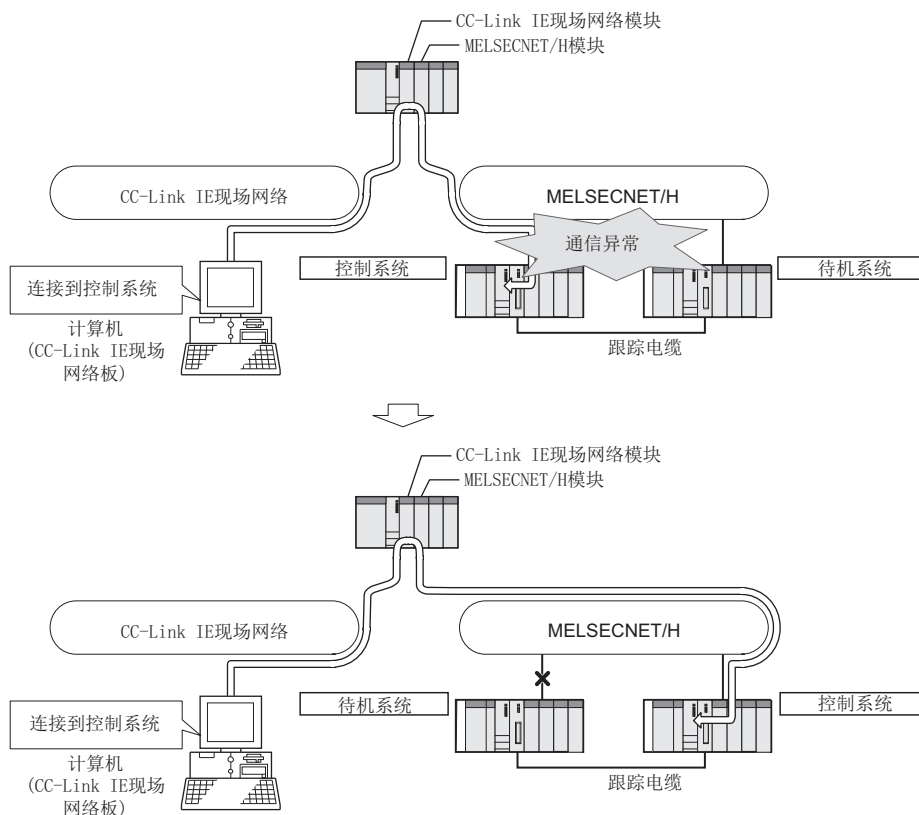 CC-Link IE现场网络模块
MELSECNET/H模块
CC-Link IE现场网络
MELSECNET/H
通信异常
控制系统
待机系统
连接到控制系统
计算机
(CC-Link IE现场
网络板)
跟踪电缆
CC-Link IE现场网络模块
MELSECNET/H模块
CC-Link IE现场网络
MELSECNET/H
待机系统
控制系统
连接到控制系统
计算机
(CC-Link IE现场
网络板)
跟踪电缆